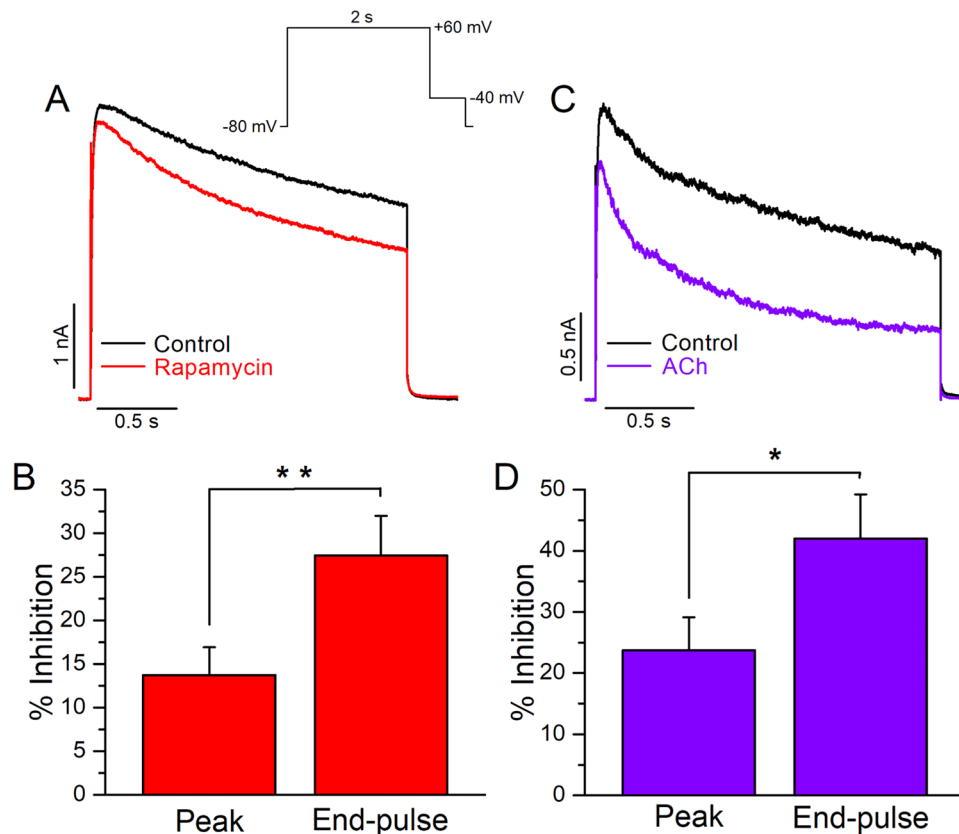 2 s
+60 mV
-40 mV
-80 mV
A
1 nA
Control
Rapamycin
0.5 s
C
0.5 nA
Control
ACh
0.5 s
B
* *
% Inhibition
35
30
25
20
15
10
5
0
Peak
End-pulse
D
*
% Inhibition
50
40
30
20
10
0
Peak
End-pulse